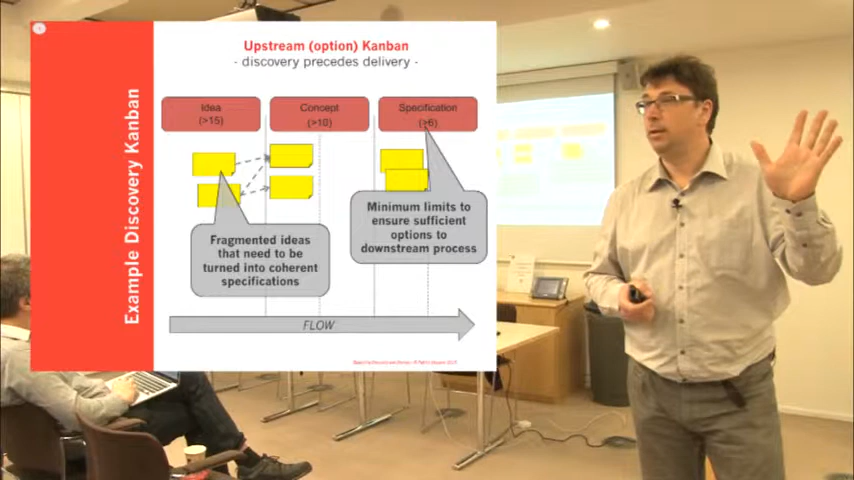 Upstream (option) Kanban
- discovery precedes delivery -
Example Discovery Kanban
Idea
(>15)
Concept
(>10)
Specification
(>6)
Fragmented ideas
that need to be
turned into coherent
specifications
Minimum limits to
ensure sufficient
options to
downstream process
FLOW